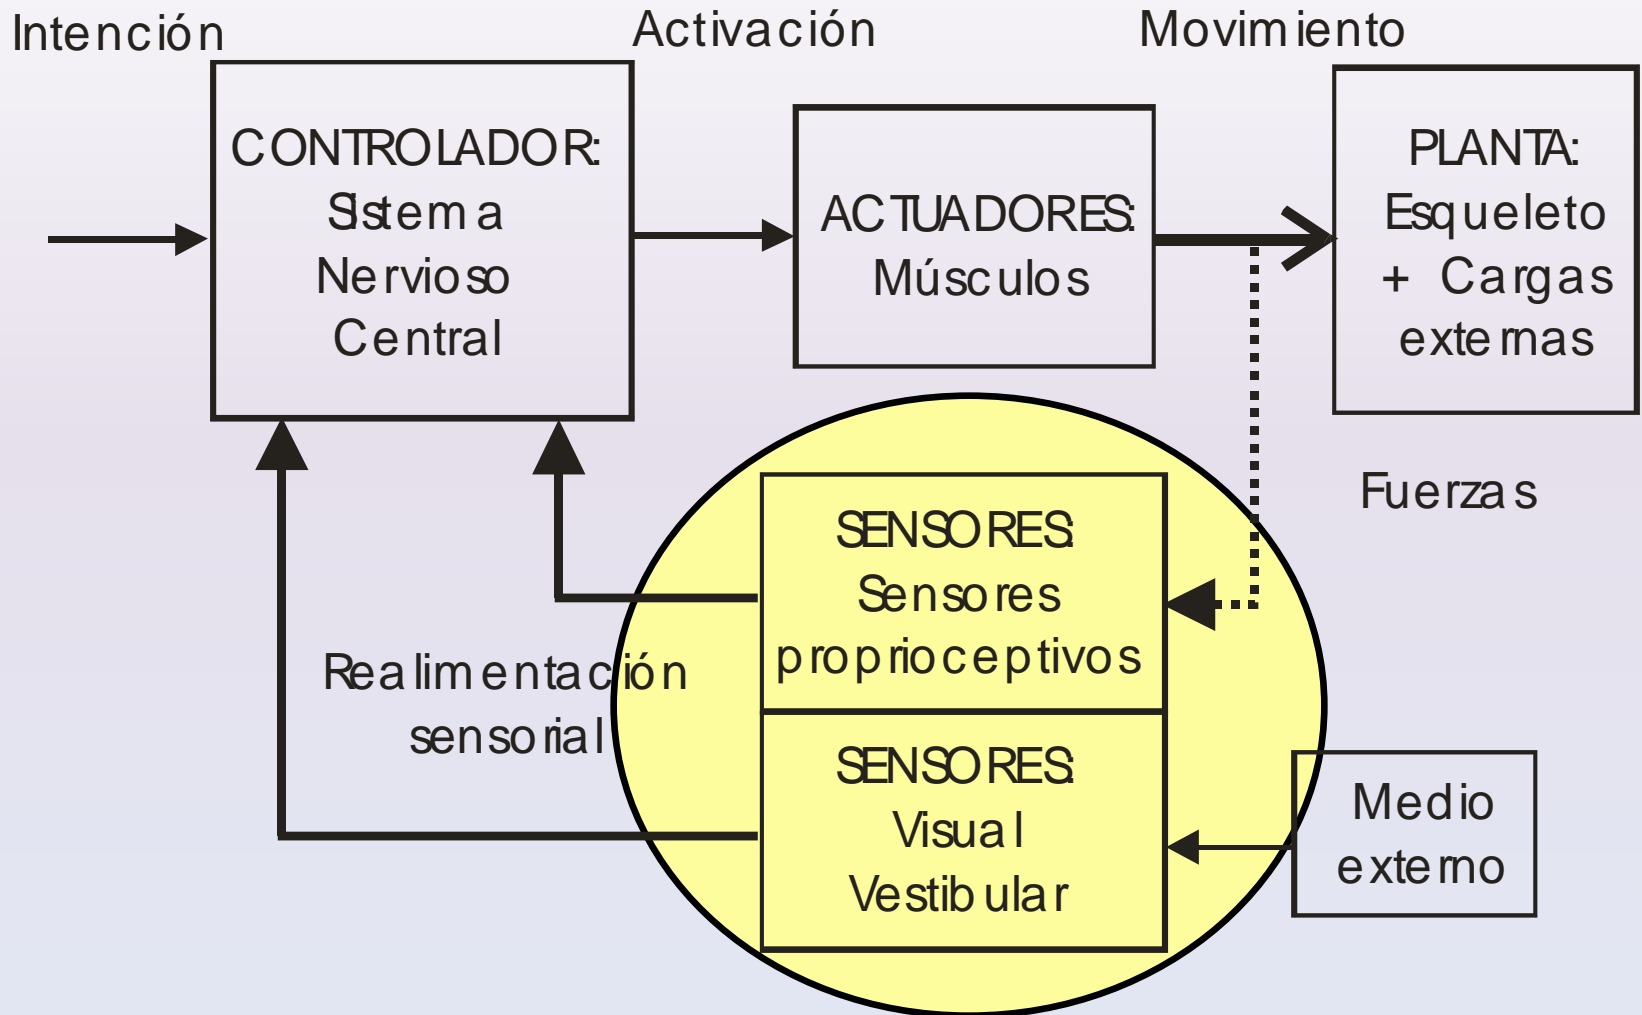 Intención
Activación
Movimiento
CONTROLADOR:
Sistema
Nervioso
Central
ACTUADORES:
Músculos
PLANTA:
Esqueleto
+ Cargas
externas
Fuerzas
SENSORES:
Sensores
proprioceptivos
Realimentación
sensorial
SENSORES:
Visual
Vestibular
Medio
externo